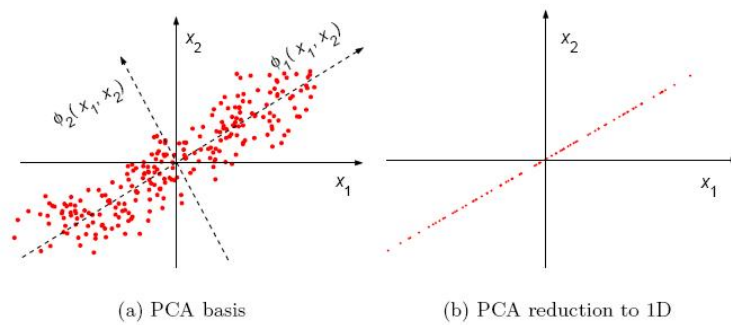 x₂
ϕ₁(x₁, x₂)
ϕ₂(x₁, x₂)
x₁
(a) PCA basis
x₂
x₁
(b) PCA reduction to 1D